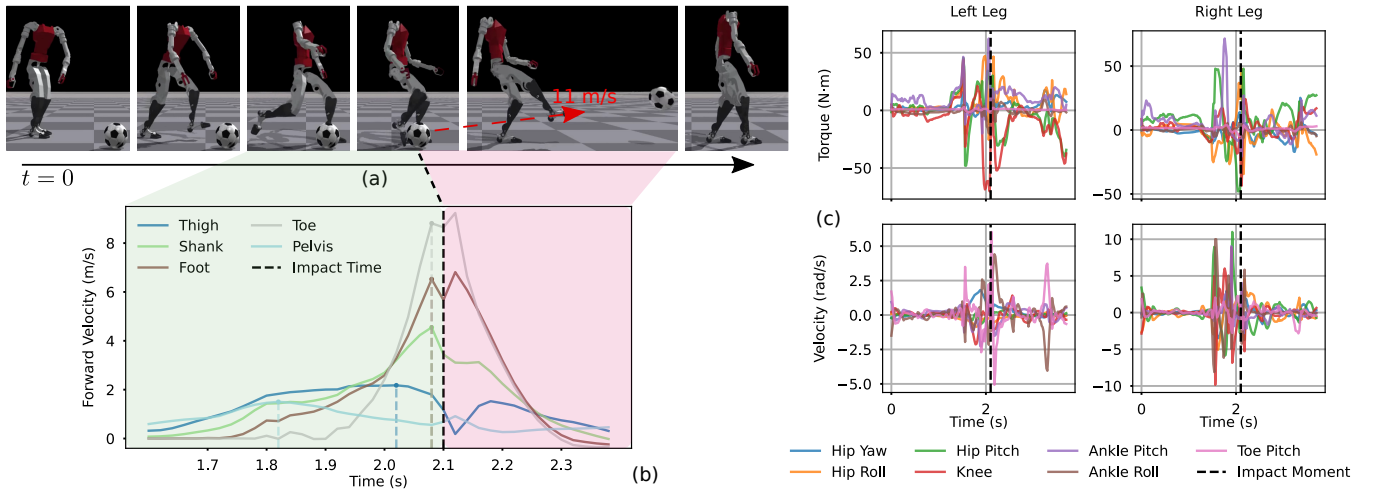 11 m/s
t = 0
(a)
Thigh
Shank
Foot
Toe
Pelvis
Impact Time
Forward Velocity (m/s)
8
6
4
2
0
1.7 1.8 1.9 2.0 2.1 2.2 2.3
Time (s)
(b)
Left Leg
Right Leg
Torque (N·m)
50
0
−50
50
0
−50
(c)
Velocity (rad/s)
5.0
2.5
0.0
−2.5
−5.0
10
5
0
−5
−10
0 2
Time (s)
0 2
Time (s)
Hip Yaw Hip Pitch Ankle Pitch Toe Pitch
Hip Roll Knee Ankle Roll Impact Moment